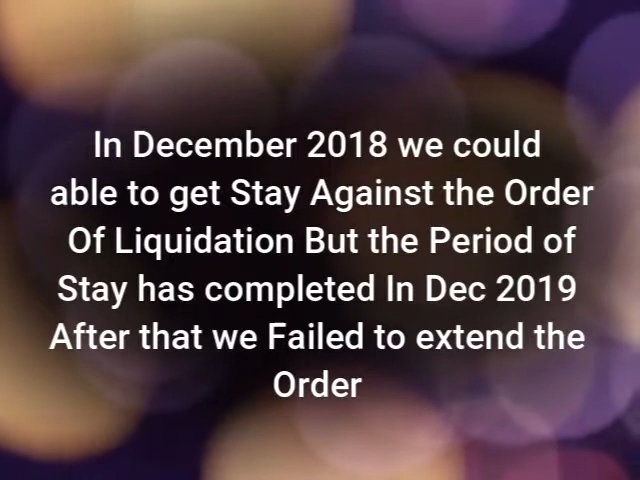 In December 2018 we could
able to get Stay Against the Order
Of Liquidation But the Period of
Stay has completed In Dec 2019
After that we Failed to extend the
Order